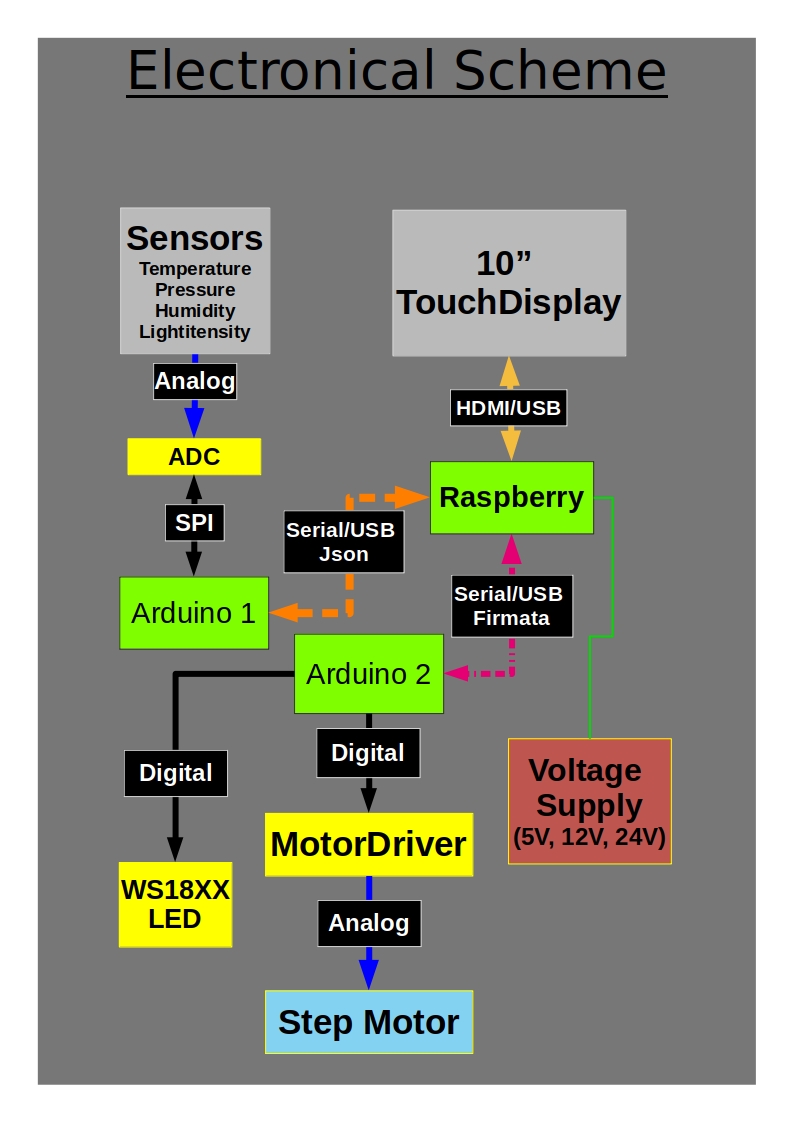 Electronical Scheme
Sensors
Temperature
Pressure
Humidity
Lightitensity
10”
TouchDisplay
Analog
HDMI/USB
ADC
SPI
Raspberry
Serial/USB
Json
Arduino 1
Serial/USB
Firmata
Arduino 2
Digital
Digital
Voltage
Supply
(5V, 12V, 24V)
MotorDriver
WS18XX
LED
Analog
Step Motor